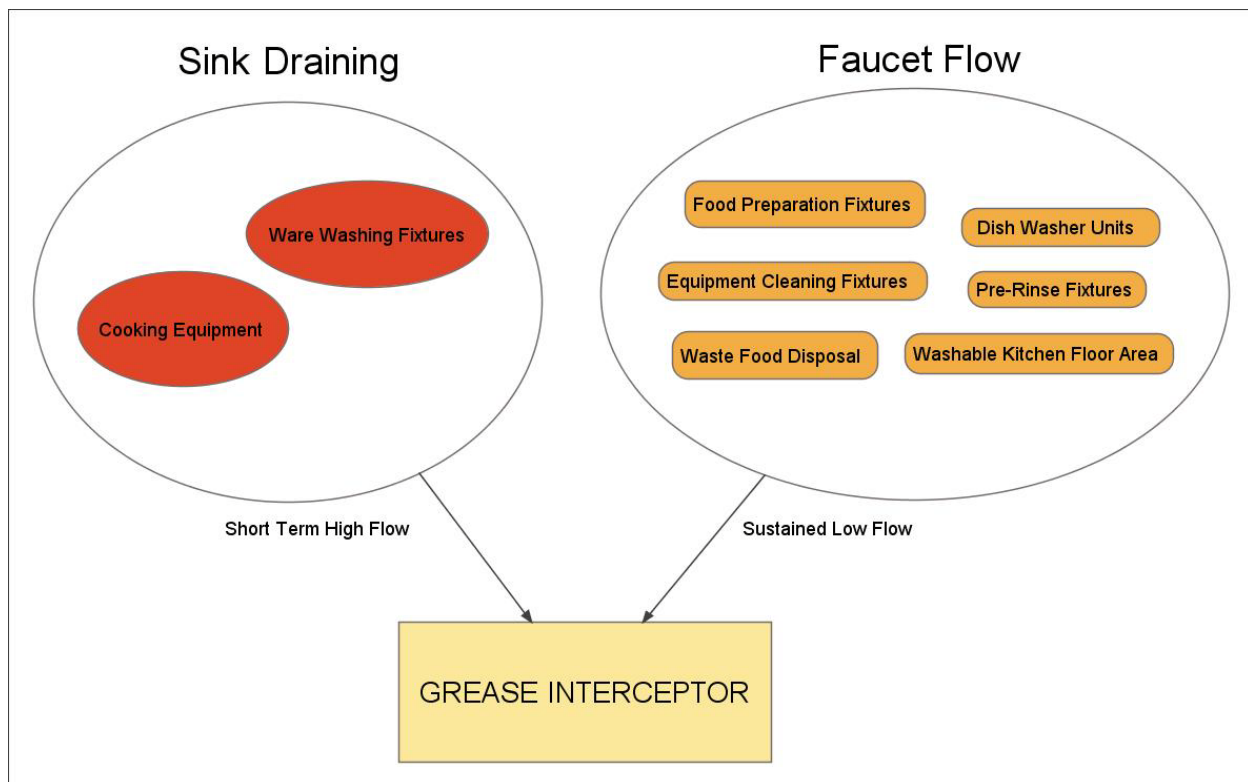 Sink Draining
Faucet Flow
Ware Washing Fixtures
Cooking Equipment
Food Preparation Fixtures
Dish Washer Units
Equipment Cleaning Fixtures
Pre-Rinse Fixtures
Waste Food Disposal
Washable Kitchen Floor Area
Short Term High Flow
Sustained Low Flow
GREASE INTERCEPTOR